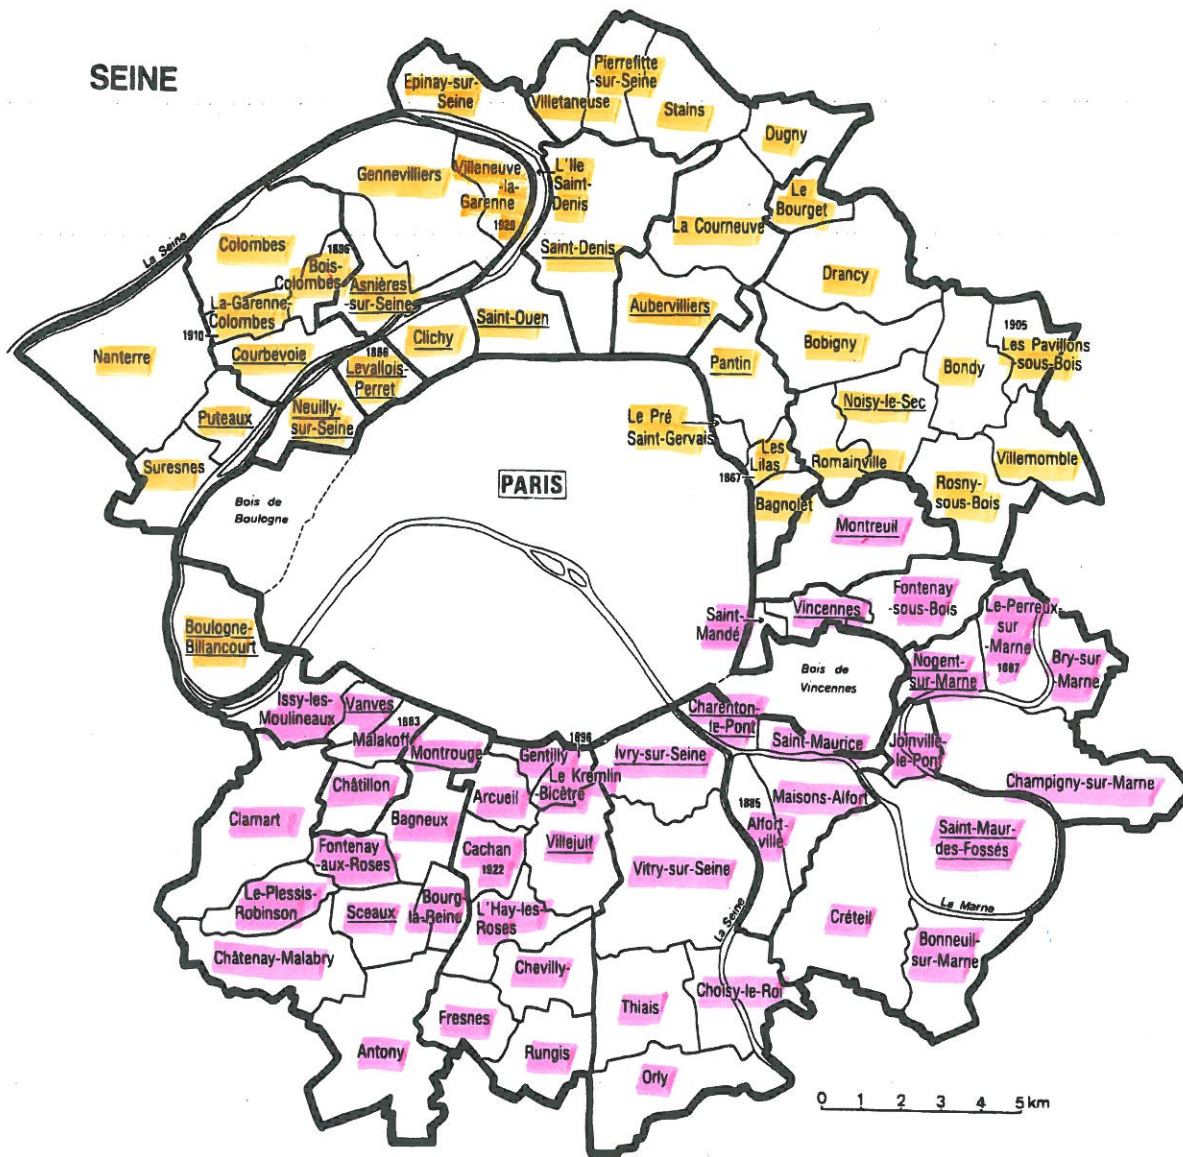 SEINE
Epinay-sur-
Seine
Villetaneuse
Pierrefitte
-sur-Seine
Stains
Dugny
Gennevilliers
Villeneuve
-la-
Garenne
1929
L'Ile
Saint-
Denis
Le
Bourget
La Courneuve
La Seine
Colombes
1896
Bois-
Colombes
Asnières
-sur-Seine
Saint-Denis
Drancy
La-Garenne-
Colombes
1910
Saint-Ouen
Aubervilliers
Clichy
Courbevoie
1866
Levallois-
Perret
Nanterre
Pantin
Bobigny
Bondy
1905
Les Pavillons
-sous-Bois
Puteaux
Neuilly-
sur-Seine
Noisy-le-Sec
Le Pré
Saint-Gervais
Les
Lilas
1867
Romainville
Villemomble
Suresnes
Bois de
Boulogne
PARIS
Bagnolet
Rosny-
sous-Bois
Montreuil
Fontenay
-sous-Bois
Saint-
Mandé
Vincennes
Le-Perreux-
sur
-Marne
1887
Boulogne-
Billancourt
Bois de
Vincennes
Nogent-
sur-Marne
Bry-sur
-Marne
Issy-les-
Moulineaux
Vanves
1883
Malakoff
Montrouge
Gentilly
1896
Le Kremlin
-Bicêtre
Ivry-sur-Seine
Charenton-
le-Pont
Saint-Maurice
Joinville-
le-Pont
Champigny-sur-Marne
Châtillon
Arcueil
Maisons-Alfort
1885
Alfort-
ville
Clamart
Bagneux
Saint-Maur-
des-Fossés
Fontenay
-aux-Roses
Cachan
1922
Villejuif
Vitry-sur-Seine
Le-Plessis-
Robinson
Sceaux
Bourg-
la-Reine
L'Hay-les-
Roses
La Seine
La Marne
Créteil
Châtenay-Malabry
Bonneuil-
sur-Marne
Chevilly-
Choisy-le-Roi
Thiais
Fresnes
Antony
Rungis
Orly
0 1 2 3 4 5 km